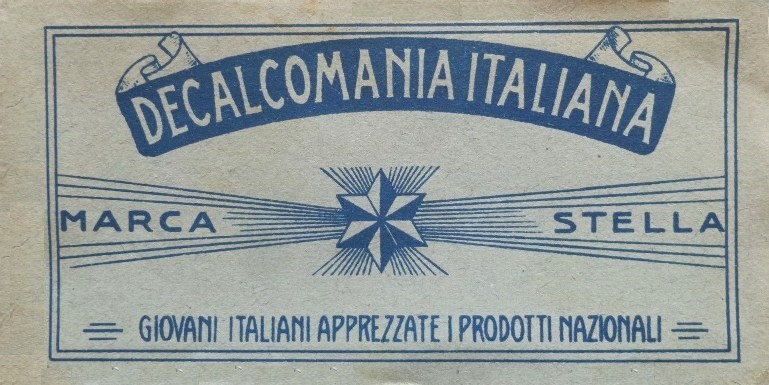 DECALCOMANIA ITALIANA
MARCA STELLA
GIOVANI ITALIANI APPREZZATE I PRODOTTI NAZIONALI